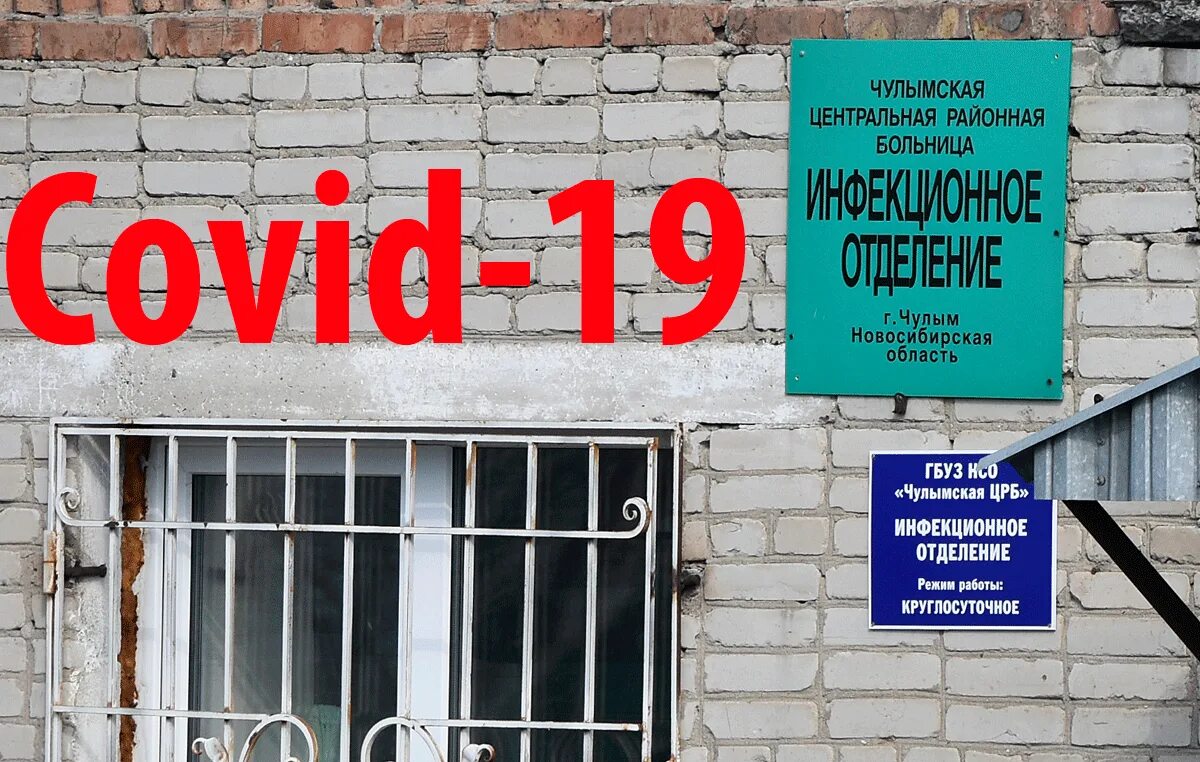 Covid-19
ЧУЛЫМСКАЯ
ЦЕНТРАЛЬНАЯ РАЙОННАЯ
БОЛЬНИЦА
ИНФЕКЦИОННОЕ
ОТДЕЛЕНИЕ
г.Чулым
Новосибирская
область
ГБУЗ НСО
«Чулымская ЦРБ»
ИНФЕКЦИОННОЕ
ОТДЕЛЕНИЕ
Режим работы:
КРУГЛОСУТОЧНОЕ